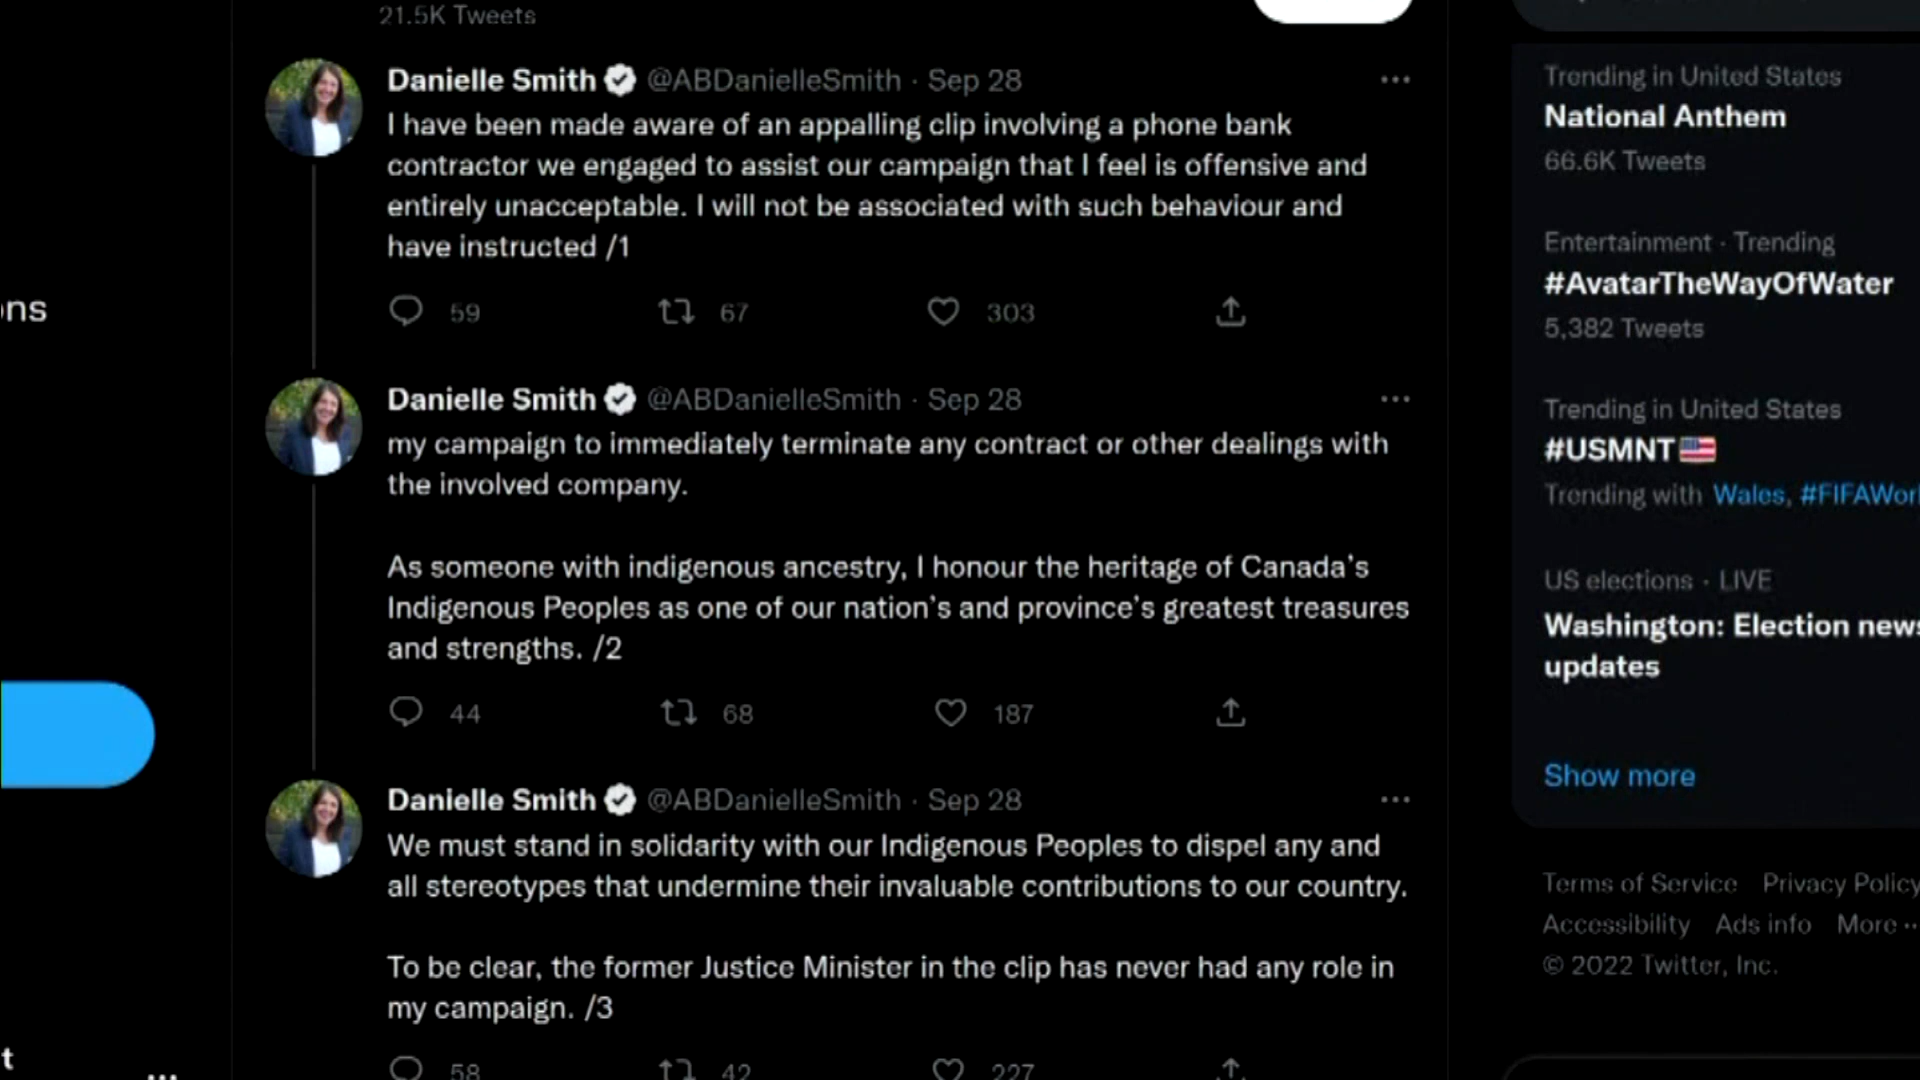 21.5K Tweets
Danielle Smith @ABDanielleSmith · Sep 28
I have been made aware of an appalling clip involving a phone bank
contractor we engaged to assist our campaign that I feel is offensive and
entirely unacceptable. I will not be associated with such behaviour and
have instructed /1
59 67 303
Danielle Smith @ABDanielleSmith · Sep 28
my campaign to immediately terminate any contract or other dealings with
the involved company.
As someone with indigenous ancestry, I honour the heritage of Canada's
Indigenous Peoples as one of our nation's and province's greatest treasures
and strengths. /2
44 68 187
Danielle Smith @ABDanielleSmith · Sep 28
We must stand in solidarity with our Indigenous Peoples to dispel any and
all stereotypes that undermine their invaluable contributions to our country.
To be clear, the former Justice Minister in the clip has never had any role in
my campaign. /3
58 42 227
Trending in United States
National Anthem
66.6K Tweets
Entertainment · Trending
#AvatarTheWayOfWater
5,382 Tweets
Trending in United States
#USMNT
Trending with Wales, #FIFAWor
US elections · LIVE
Washington: Election news
updates
Show more
Terms of Service Privacy Policy
Accessibility Ads info More ··
© 2022 Twitter, Inc.